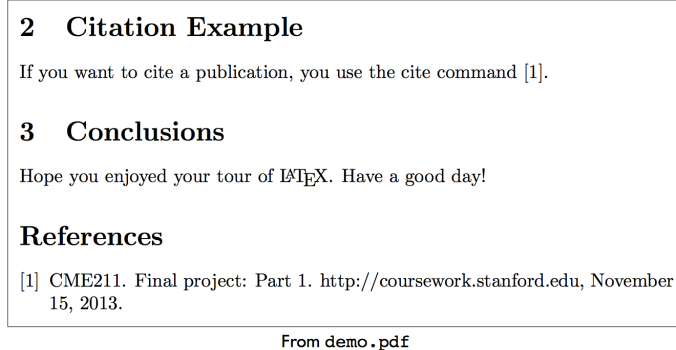 2 Citation Example
If you want to cite a publication, you use the cite command [1].
3 Conclusions
Hope you enjoyed your tour of LATEX. Have a good day!
References
[1] CME211. Final project: Part 1. http://coursework.stanford.edu, November
15, 2013.
From demo.pdf